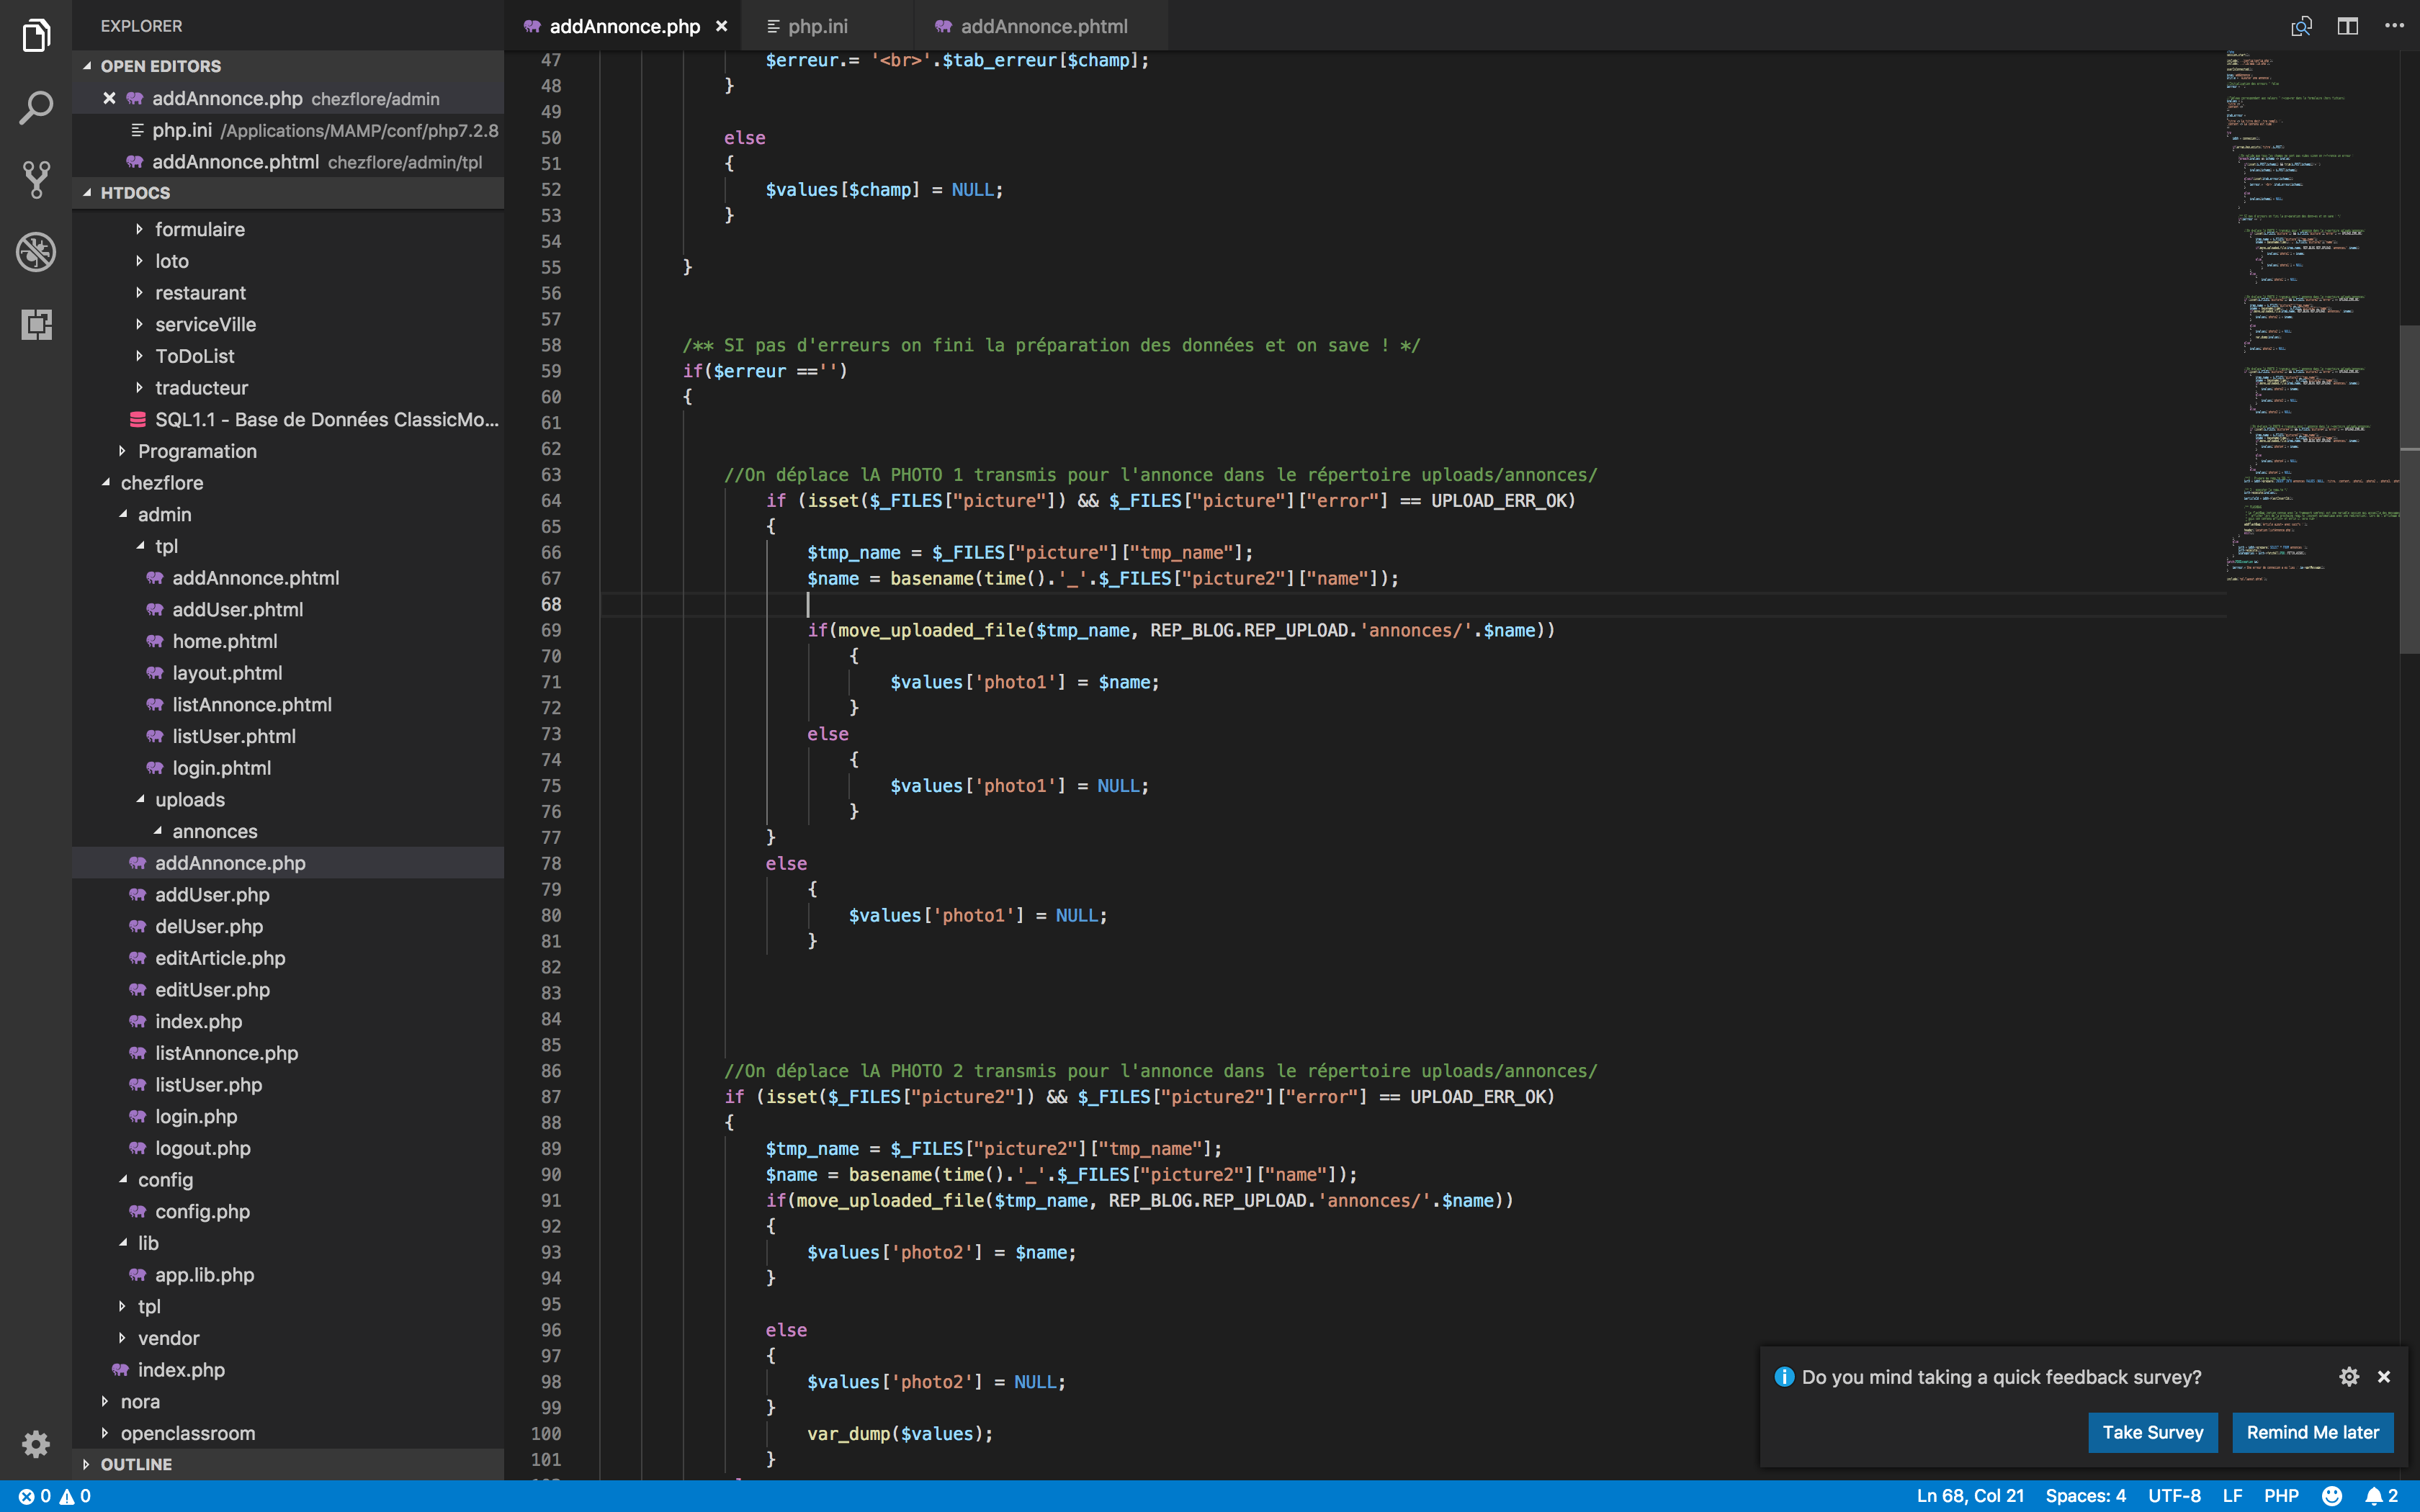 EXPLORER
OPEN EDITORS
addAnnonce.php chezflore/admin
php.ini /Applications/MAMP/conf/php7.2.8
addAnnonce.phtml chezflore/admin/tpl
HTDOCS
formulaire
loto
restaurant
serviceVille
ToDoList
traducteur
SQL1.1 - Base de Données ClassicMo...
Programation
chezflore
admin
tpl
addAnnonce.phtml
addUser.phtml
home.phtml
layout.phtml
listAnnonce.phtml
listUser.phtml
login.phtml
uploads
annonces
addAnnonce.php
addUser.php
delUser.php
editArticle.php
editUser.php
index.php
listAnnonce.php
listUser.php
login.php
logout.php
config
config.php
lib
app.lib.php
tpl
vendor
index.php
nora
openclassroom
OUTLINE
addAnnonce.php php.ini addAnnonce.phtml
47 $erreur.= '<br>'.$tab_erreur[$champ];
48 }
49
50 else
51 {
52 $values[$champ] = NULL;
53 }
54
55 }
56
57
58 /** SI pas d'erreurs on fini la préparation des données et on save ! */
59 if($erreur =='')
60 {
61
62
63 //On déplace lA PHOTO 1 transmis pour l'annonce dans le répertoire uploads/annonces/
64 if (isset($_FILES["picture"]) && $_FILES["picture"]["error"] == UPLOAD_ERR_OK)
65 {
66 $tmp_name = $_FILES["picture"]["tmp_name"];
67 $name = basename(time().'_'.$_FILES["picture2"]["name"]);
68
69 if(move_uploaded_file($tmp_name, REP_BLOG.REP_UPLOAD.'annonces/'.$name))
70 {
71 $values['photo1'] = $name;
72 }
73 else
74 {
75 $values['photo1'] = NULL;
76 }
77 }
78 else
79 {
80 $values['photo1'] = NULL;
81 }
82
83
84
85
86 //On déplace lA PHOTO 2 transmis pour l'annonce dans le répertoire uploads/annonces/
87 if (isset($_FILES["picture2"]) && $_FILES["picture2"]["error"] == UPLOAD_ERR_OK)
88 {
89 $tmp_name = $_FILES["picture2"]["tmp_name"];
90 $name = basename(time().'_'.$_FILES["picture2"]["name"]);
91 if(move_uploaded_file($tmp_name, REP_BLOG.REP_UPLOAD.'annonces/'.$name))
92 {
93 $values['photo2'] = $name;
94 }
95
96 else
97 {
98 $values['photo2'] = NULL;
99 }
100 var_dump($values);
101 }
Do you mind taking a quick feedback survey?
Take Survey Remind Me later
0 0 Ln 68, Col 21 Spaces: 4 UTF-8 LF PHP 2